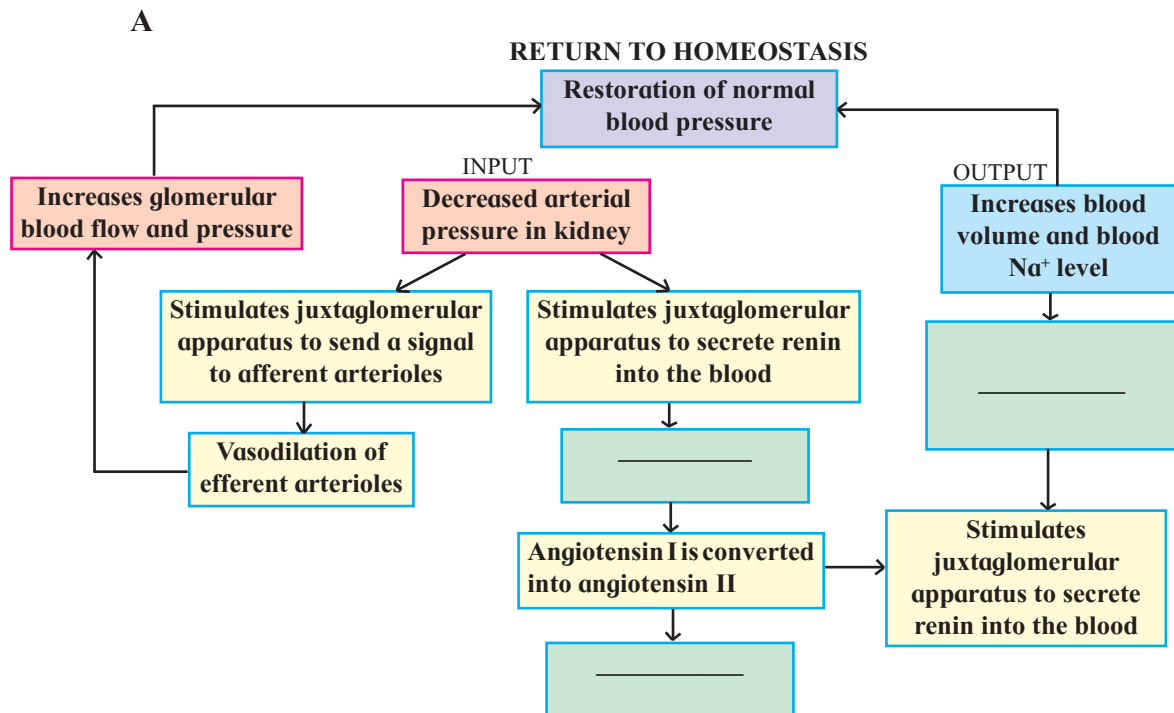 A
RETURN TO HOMEOSTASIS
Restoration of normal
blood pressure
INPUT
OUTPUT
Increases glomerular
blood flow and pressure
Decreased arterial
pressure in kidney
Increases blood
volume and blood
Na⁺ level
Stimulates juxtaglomerular
apparatus to send a signal
to afferent arterioles
Stimulates juxtaglomerular
apparatus to secrete renin
into the blood
Vasodilation of
efferent arterioles
Angiotensin I is converted
into angiotensin II
Stimulates
juxtaglomerular
apparatus to secrete
renin into the blood